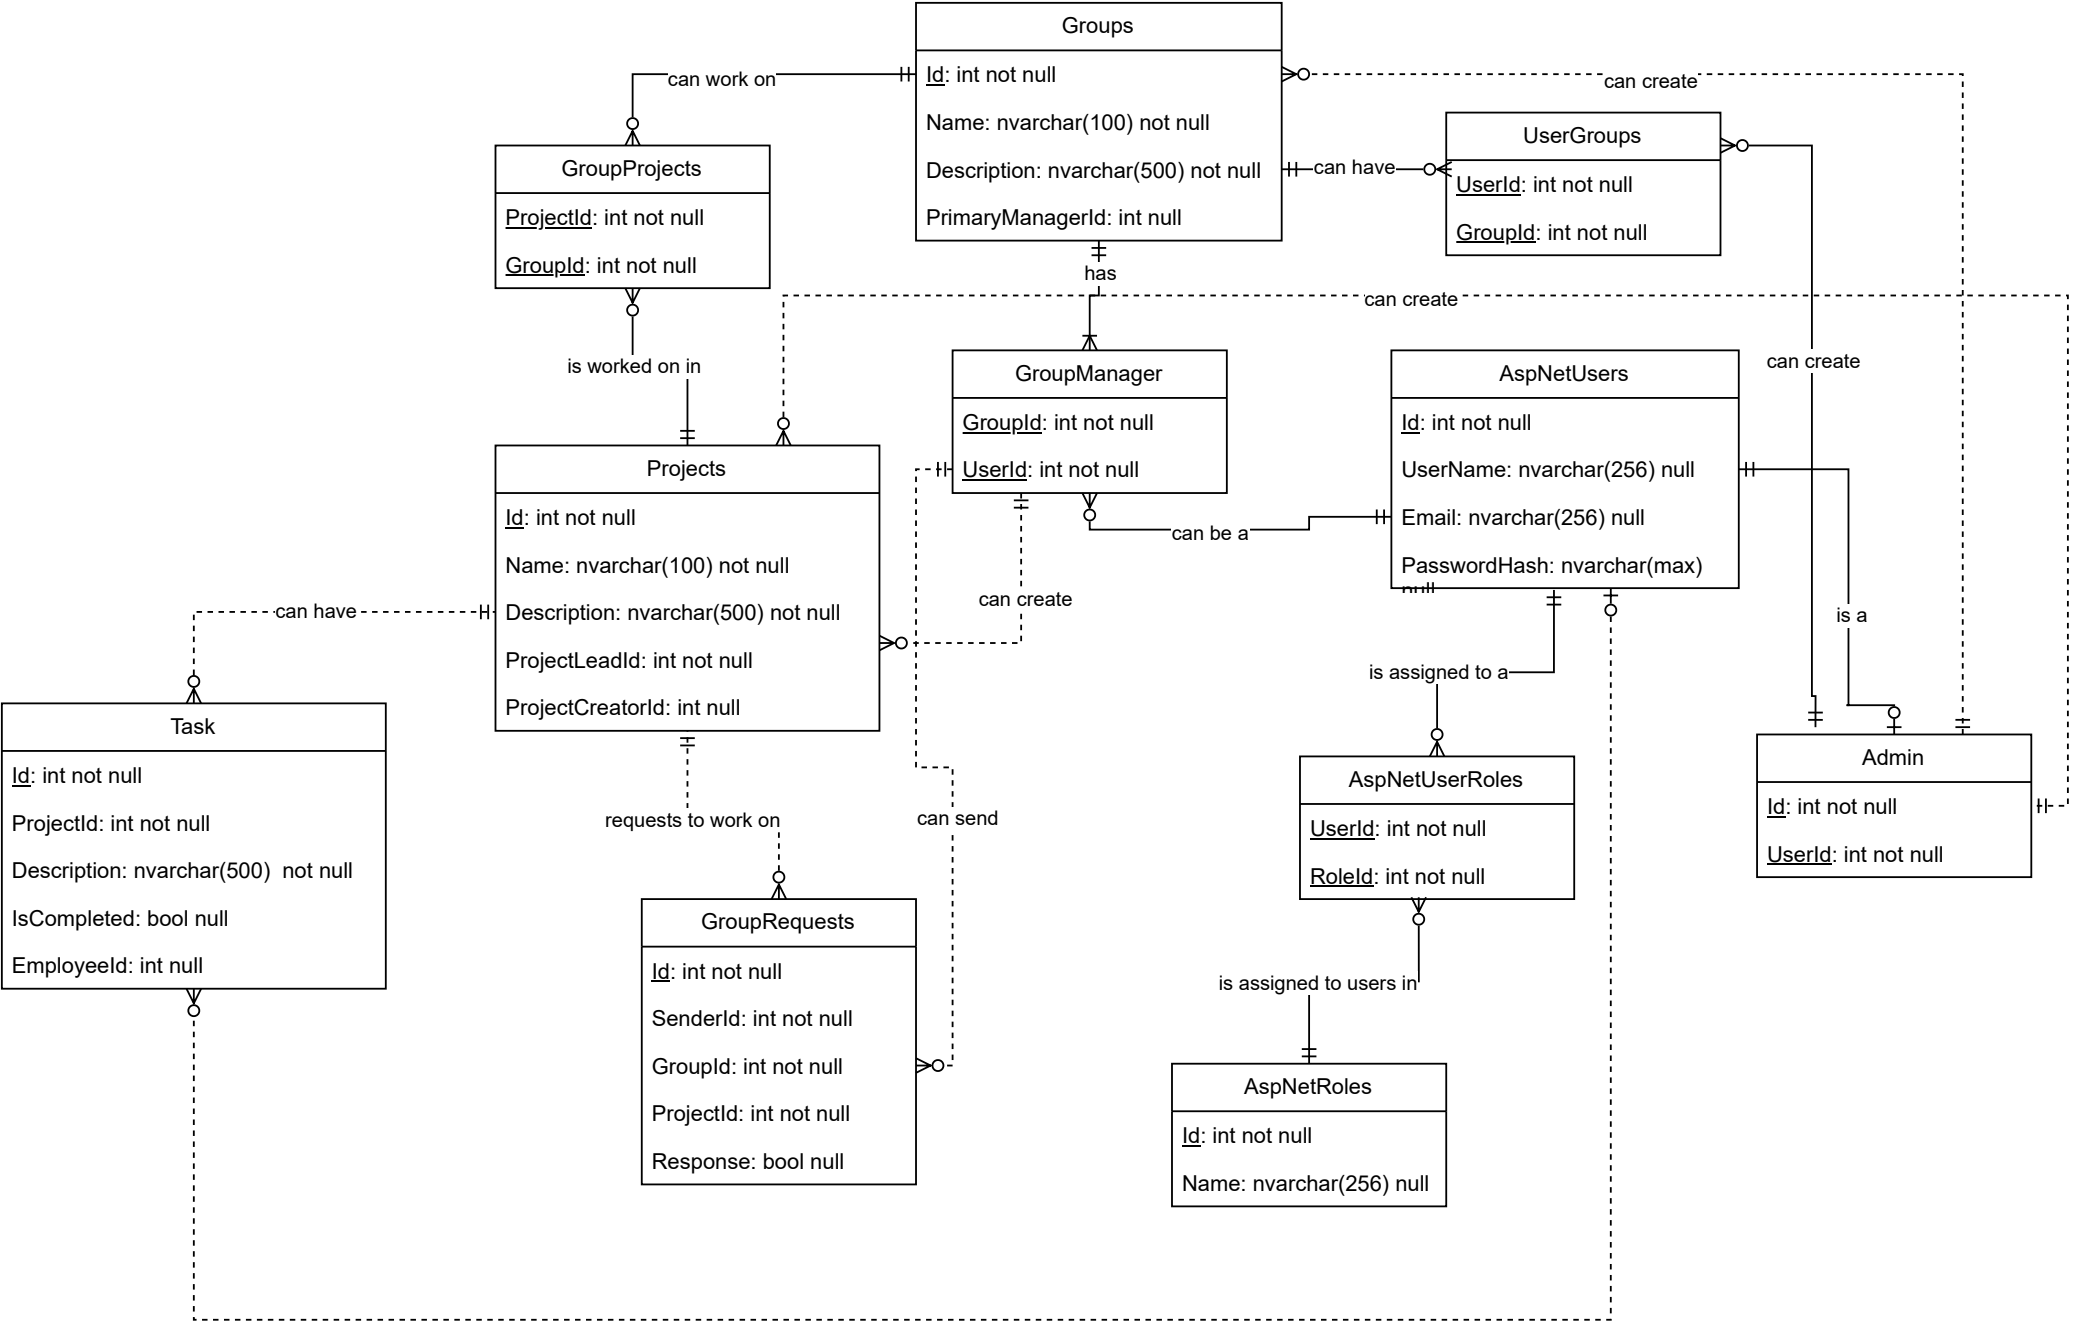 Groups
Id: int not null
Name: nvarchar(100) not null
Description: nvarchar(500) not null
PrimaryManagerId: int null
can work on
can create
UserGroups
UserId: int not null
GroupId: int not null
can have
GroupProjects
ProjectId: int not null
GroupId: int not null
has
can create
is worked on in
can create
GroupManager
GroupId: int not null
UserId: int not null
AspNetUsers
Id: int not null
UserName: nvarchar(256) null
Email: nvarchar(256) null
PasswordHash: nvarchar(max)
null
Projects
Id: int not null
Name: nvarchar(100) not null
Description: nvarchar(500) not null
ProjectLeadId: int not null
ProjectCreatorId: int null
can be a
can create
can have
is a
is assigned to a
Task
Id: int not null
ProjectId: int not null
Description: nvarchar(500)  not null
IsCompleted: bool null
EmployeeId: int null
requests to work on
can send
AspNetUserRoles
UserId: int not null
RoleId: int not null
Admin
Id: int not null
UserId: int not null
GroupRequests
Id: int not null
SenderId: int not null
GroupId: int not null
ProjectId: int not null
Response: bool null
is assigned to users in
AspNetRoles
Id: int not null
Name: nvarchar(256) null